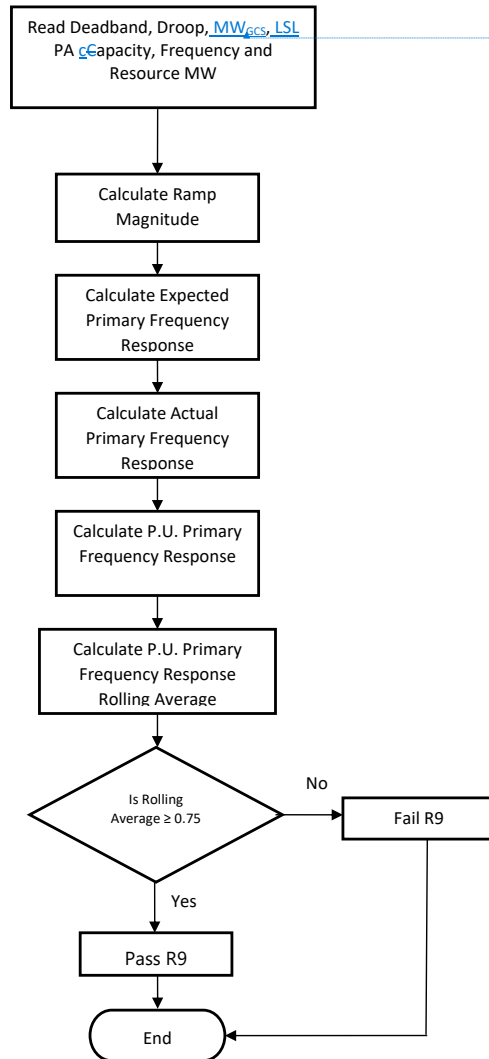 Read Deadband, Droop, MWGCS, LSL
PA cCapacity, Frequency and
Resource MW
Calculate Ramp
Magnitude
Calculate Expected
Primary Frequency
Response
Calculate Actual
Primary Frequency
Response
Calculate P.U. Primary
Frequency Response
Calculate P.U. Primary
Frequency Response
Rolling Average
Is Rolling
Average ≥ 0.75
No
Fail R9
Yes
Pass R9
End